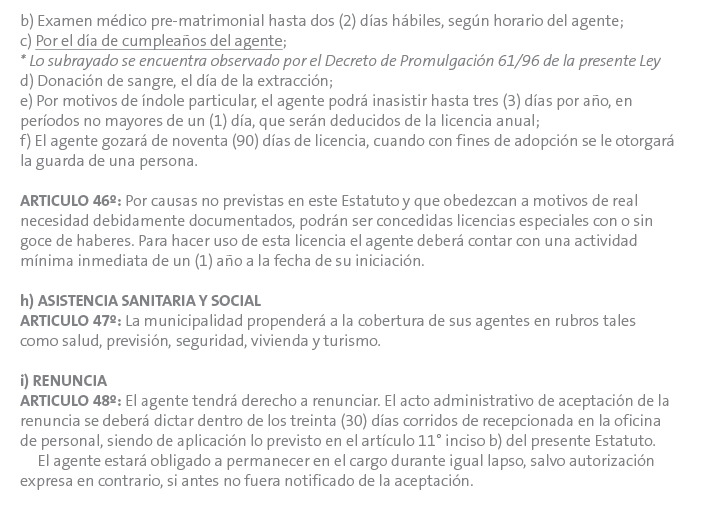 b) Examen médico pre-matrimonial hasta dos (2) días hábiles, según horario del agente;
c) Por el día de cumpleaños del agente;
* Lo subrayado se encuentra observado por el Decreto de Promulgación 61/96 de la presente Ley
d) Donación de sangre, el día de la extracción;
e) Por motivos de índole particular, el agente podrá inasistir hasta tres (3) días por año, en
períodos no mayores de un (1) día, que serán deducidos de la licencia anual;
f) El agente gozará de noventa (90) días de licencia, cuando con fines de adopción se le otorgará
la guarda de una persona.
ARTICULO 46º: Por causas no previstas en este Estatuto y que obedezcan a motivos de real
necesidad debidamente documentados, podrán ser concedidas licencias especiales con o sin
goce de haberes. Para hacer uso de esta licencia el agente deberá contar con una actividad
mínima inmediata de un (1) año a la fecha de su iniciación.
h) ASISTENCIA SANITARIA Y SOCIAL
ARTICULO 47º: La municipalidad propenderá a la cobertura de sus agentes en rubros tales
como salud, previsión, seguridad, vivienda y turismo.
i) RENUNCIA
ARTICULO 48º: El agente tendrá derecho a renunciar. El acto administrativo de aceptación de la
renuncia se deberá dictar dentro de los treinta (30) días corridos de recepcionada en la oficina
de personal, siendo de aplicación lo previsto en el artículo 11° inciso b) del presente Estatuto.
El agente estará obligado a permanecer en el cargo durante igual lapso, salvo autorización
expresa en contrario, si antes no fuera notificado de la aceptación.